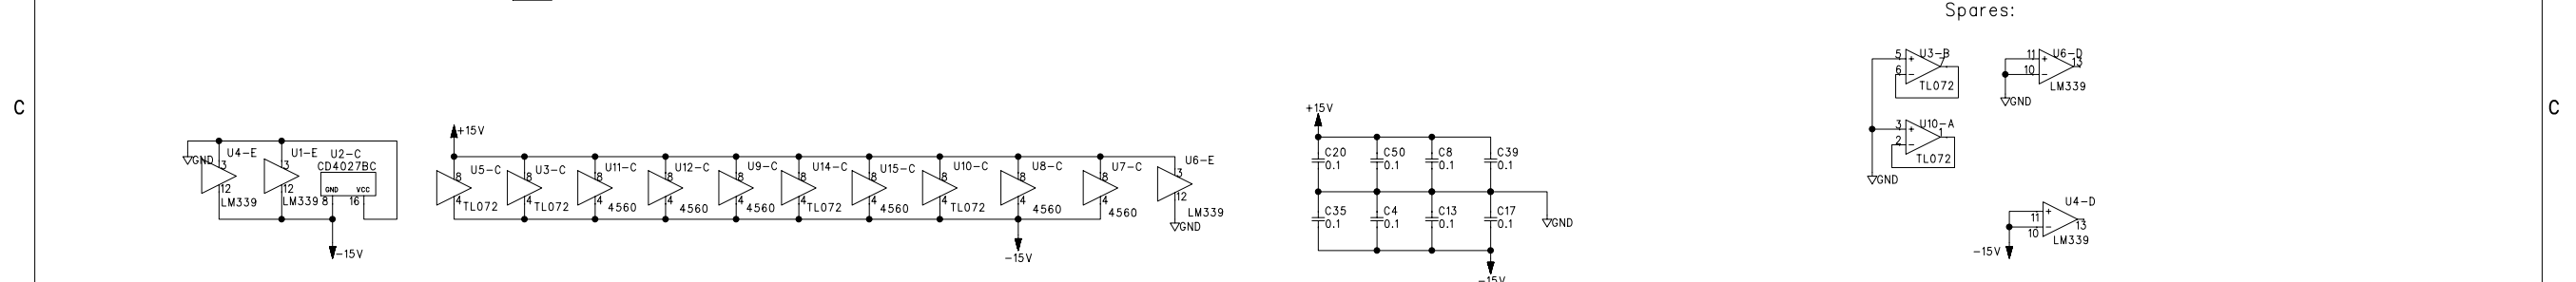 Spares:
C
C
U3-B
5
6
7
TL072
U6-D
11
10
13
LM339
GND
U10-A
3
2
1
TL072
GND
U4-D
11
10
13
LM339
-15V
GND
U4-E
3
12
LM339
U1-E
3
12
LM339
U2-C
CD4027BC
GND VCC
8 16
-15V
+15V
U5-C
8
4
TL072
U3-C
8
4
TL072
U11-C
8
4
4560
U12-C
8
4
4560
U9-C
8
4
4560
U14-C
8
4
TL072
U15-C
8
4
4560
U10-C
8
4
TL072
U8-C
8
4
4560
U7-C
8
4
4560
U6-E
3
12
LM339
GND
-15V
+15V
C20
0.1
C50
0.1
C8
0.1
C39
0.1
C35
0.1
C4
0.1
C13
0.1
C17
0.1
GND
-15V